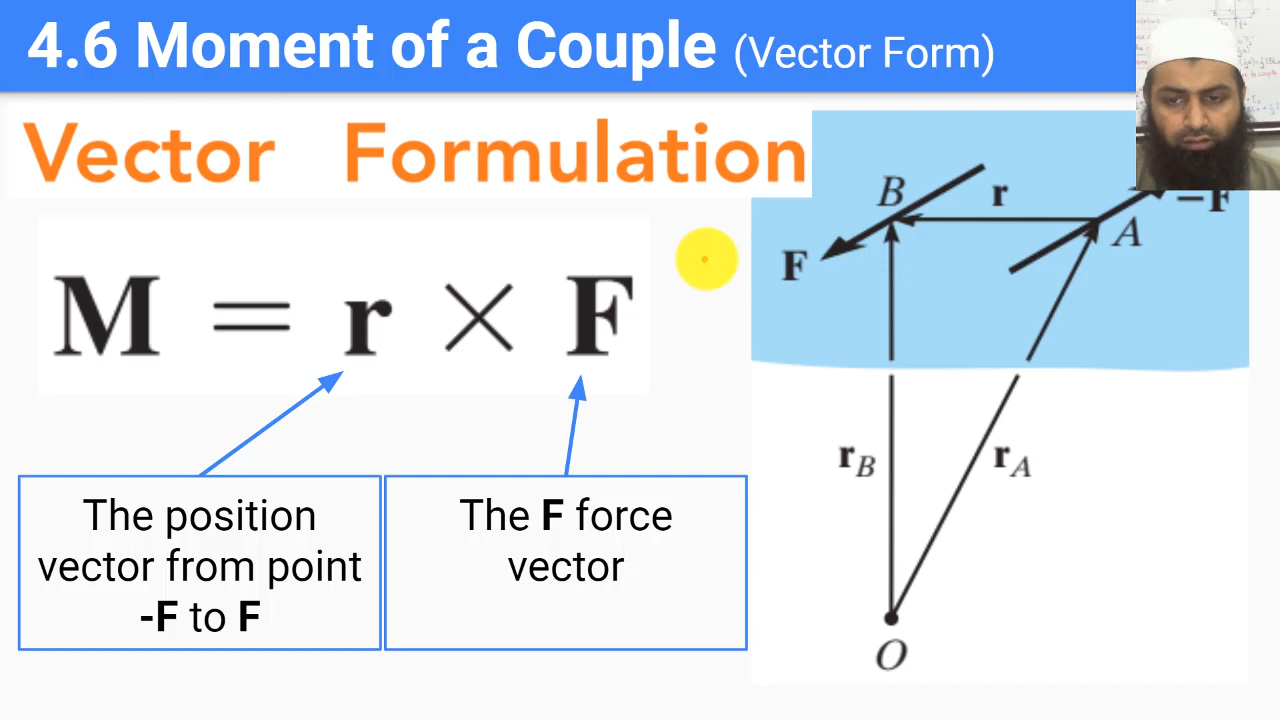 4.6 Moment of a Couple (Vector Form)
Vector Formulation
M = r × F
The position
vector from point
-F to F
The F force
vector
B
r
−F
A
F
r_B
r_A
O